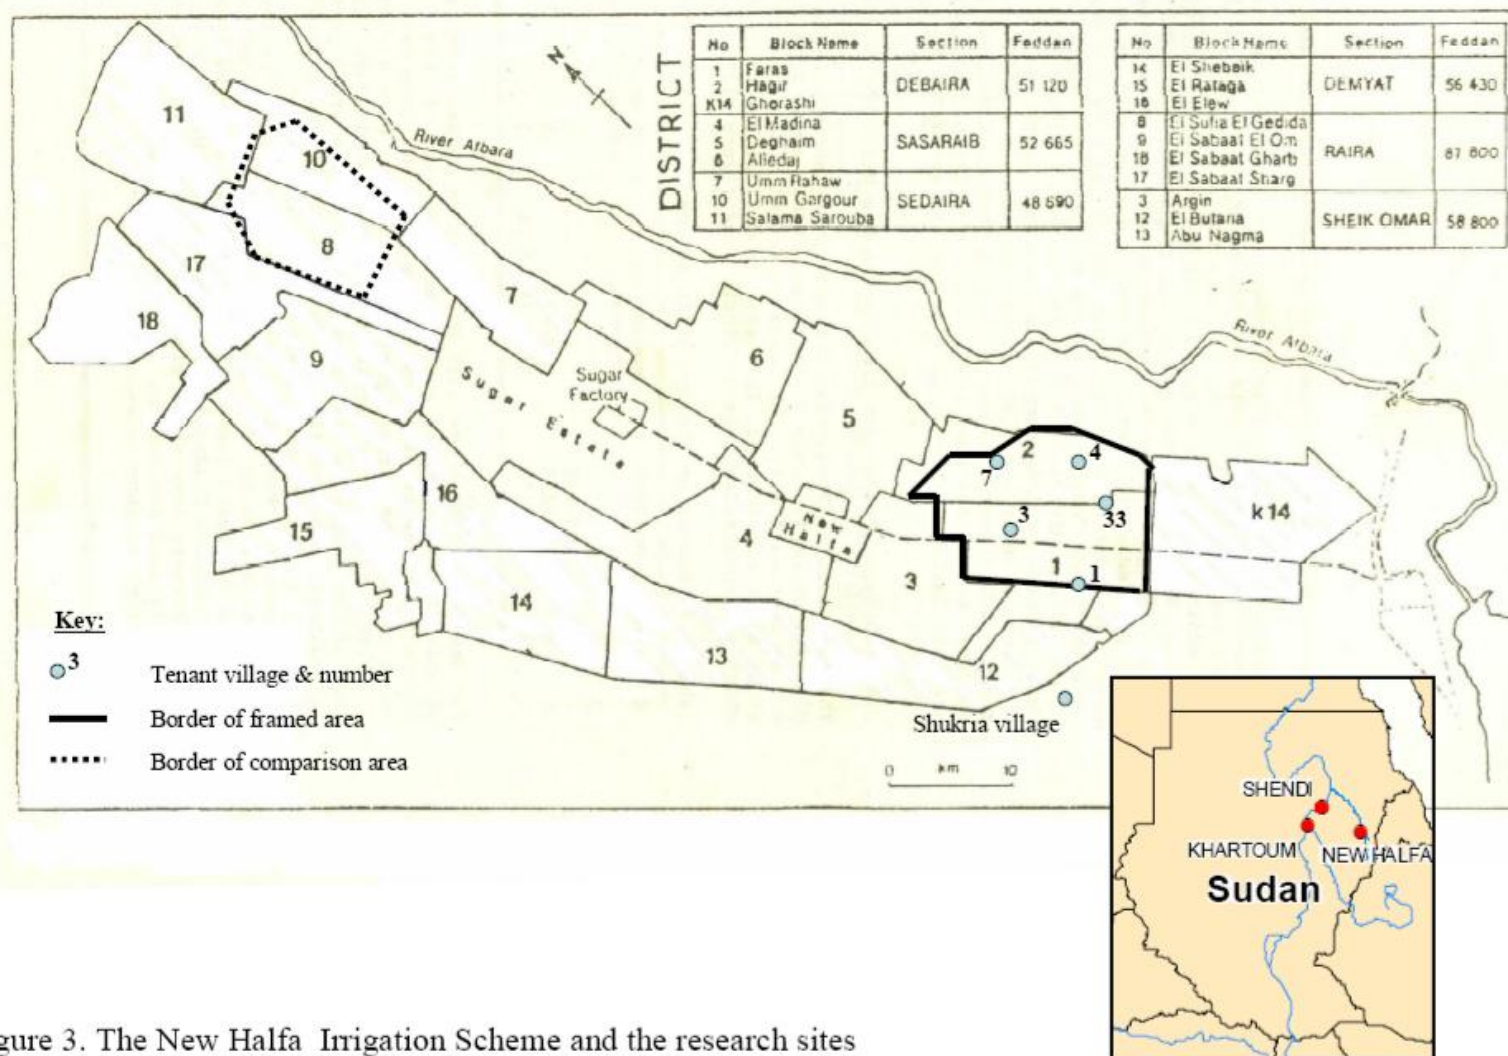 DISTRICT
No Block Name Section Feddan
1 Faras
2 Hagir DEBAIRA 51 120
K14 Ghorashi
4 El Madina
5 Deghaim SASARAIB 52 665
6 Alledaj
7 Umm Rahaw
10 Umm Gargour SEDAIRA 48 690
11 Salama Sarouba
No Block Name Section Feddan
14 El Shebaik
15 El Rataga DEMYAT 56 430
16 El Elew
8 El Sufia El Gedida
9 El Sabaat El Om RAIRA 87 800
18 El Sabaat Gharb
17 El Sabaat Sharg
3 Argin
12 El Butana SHEIK OMAR 58 800
13 Abu Nagma
N
River Atbara
11
10
8
17
18
9
7
6
5
Sugar
Factory
Sugar Estate
River Atbara
2
4
7
33
3
1
1
k14
New
Halfa
4
3
16
15
14
13
12
Key:
3 Tenant village & number
Border of framed area
Border of comparison area
Shukria village
0 km 10
SHENDI
KHARTOUM NEW HALFA
Sudan
gure 3. The New Halfa Irrigation Scheme and the research sites